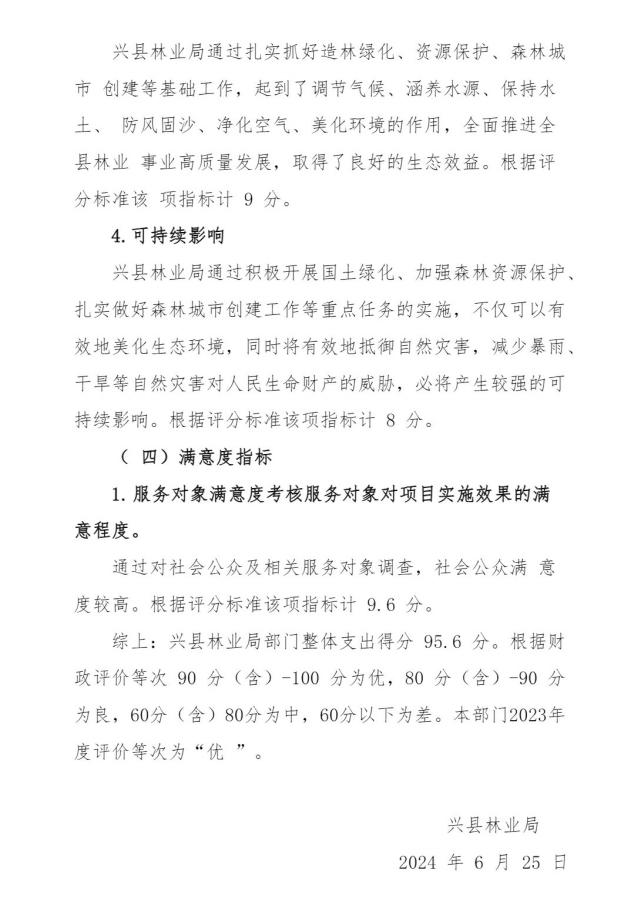 兴县林业局通过扎实抓好造林绿化、资源保护、森林城
市 创建等基础工作，起到了调节气候、涵养水源、保持水
土、 防风固沙、净化空气、美化环境的作用，全面推进全
县林业 事业高质量发展，取得了良好的生态效益。根据评
分标准该 项指标计 9 分。
4.可持续影响
兴县林业局通过积极开展国土绿化、加强森林资源保护、
扎实做好森林城市创建工作等重点任务的实施，不仅可以有
效地美化生态环境，同时将有效地抵御自然灾害，减少暴雨、
干旱等自然灾害对人民生命财产的威胁，必将产生较强的可
持续影响。根据评分标准该项指标计 8 分。
（ 四）满意度指标
1.服务对象满意度考核服务对象对项目实施效果的满
意程度。
通过对社会公众及相关服务对象调查，社会公众满 意
度较高。根据评分标准该项指标计 9.6 分。
综上：兴县林业局部门整体支出得分 95.6 分。根据财
政评价等次 90 分（含）-100 分为优，80 分（含）-90 分
为良，60分（含）80分为中，60分以下为差。本部门2023年
度评价等次为“优 ”。
兴县林业局
2024 年 6 月 25 日